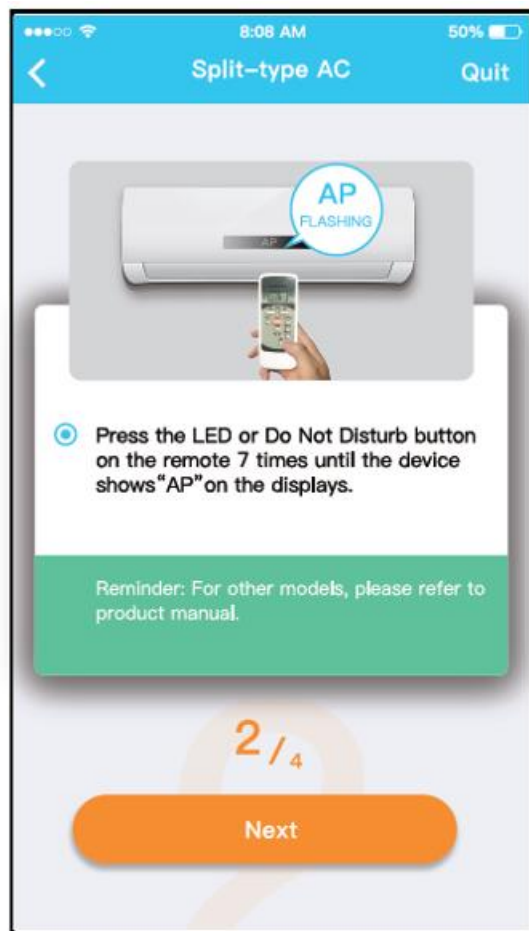 8:08 AM
50%
Split-type AC
Quit
AP
FLASHING
AP
Press the LED or Do Not Disturb button
on the remote 7 times until the device
shows“AP”on the displays.
Reminder: For other models, please refer to
product manual.
2/4
Next